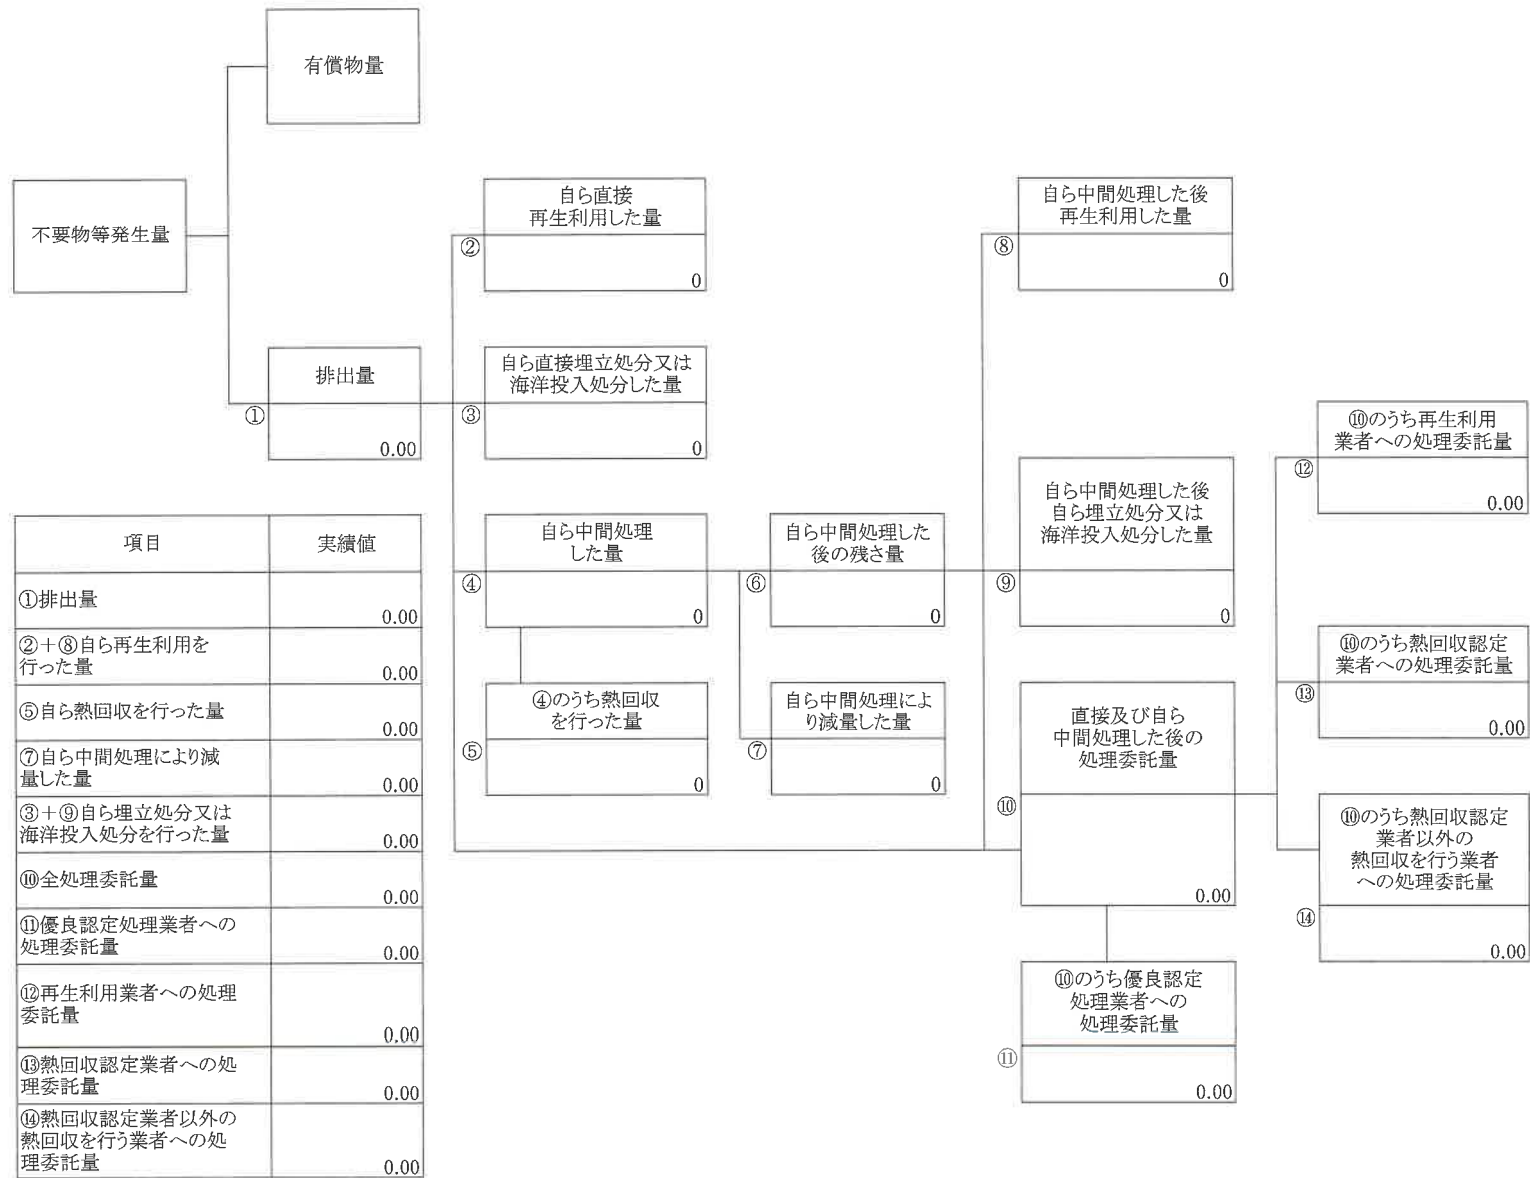 有償物量
不要物等発生量
自ら直接
再生利用した量
②
0
自ら中間処理した後
再生利用した量
⑧
0
排出量
①
0.00
自ら直接埋立処分又は
海洋投入処分した量
③
0
⑩のうち再生利用
業者への処理委託量
⑫
0.00
自ら中間処理
した量
④
0
自ら中間処理した
後の残さ量
⑥
0
自ら中間処理した後
自ら埋立処分又は
海洋投入処分した量
⑨
0
⑩のうち熱回収認定
業者への処理委託量
⑬
0.00
④のうち熱回収
を行った量
⑤
0
自ら中間処理によ
り減量した量
⑦
0
直接及び自ら
中間処理した後の
処理委託量
⑩
0.00
⑩のうち熱回収認定
業者以外の
熱回収を行う業者
への処理委託量
⑭
0.00
⑩のうち優良認定
処理業者への
処理委託量
⑪
0.00
項目 実績値
①排出量
0.00
②＋⑧自ら再生利用を
行った量
0.00
⑤自ら熱回収を行った量
0.00
⑦自ら中間処理により減
量した量
0.00
③＋⑨自ら埋立処分又は
海洋投入処分を行った量
0.00
⑩全処理委託量
0.00
⑪優良認定処理業者への
処理委託量
0.00
⑫再生利用業者への処理
委託量
0.00
⑬熱回収認定業者への処
理委託量
0.00
⑭熱回収認定業者以外の
熱回収を行う業者への処
理委託量
0.00